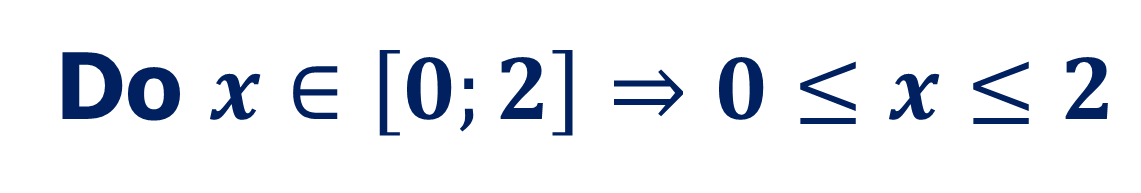 Do x ∈ [0; 2] ⇒ 0 ≤ x ≤ 2